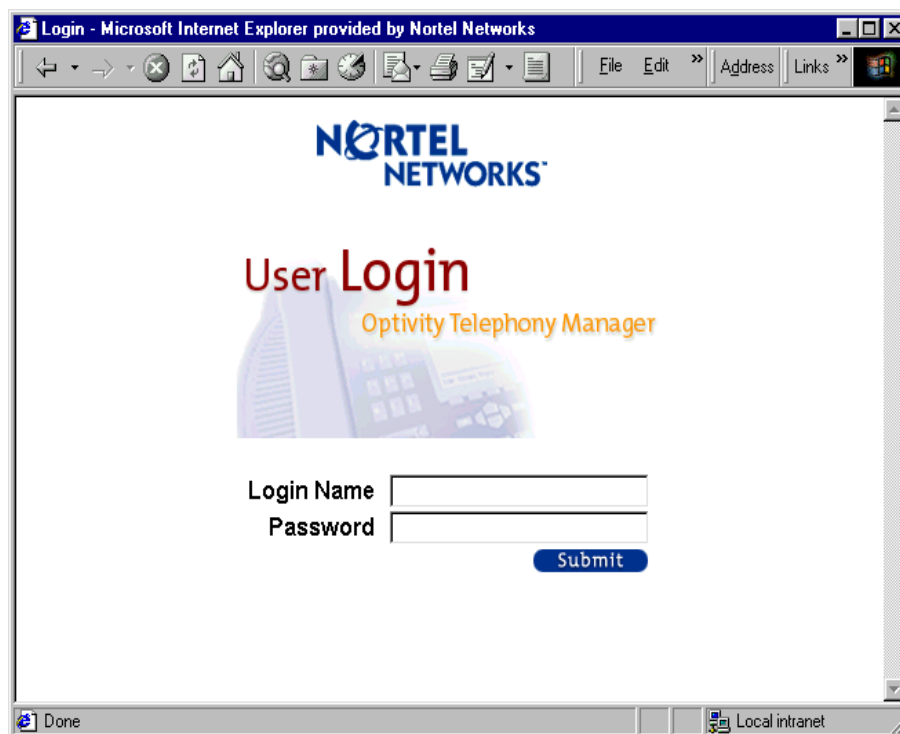 Login - Microsoft Internet Explorer provided by Nortel Networks
File Edit » Address Links »
NORTEL
NETWORKS™
User Login
Optivity Telephony Manager
Login Name
Password
Submit
Done Local intranet